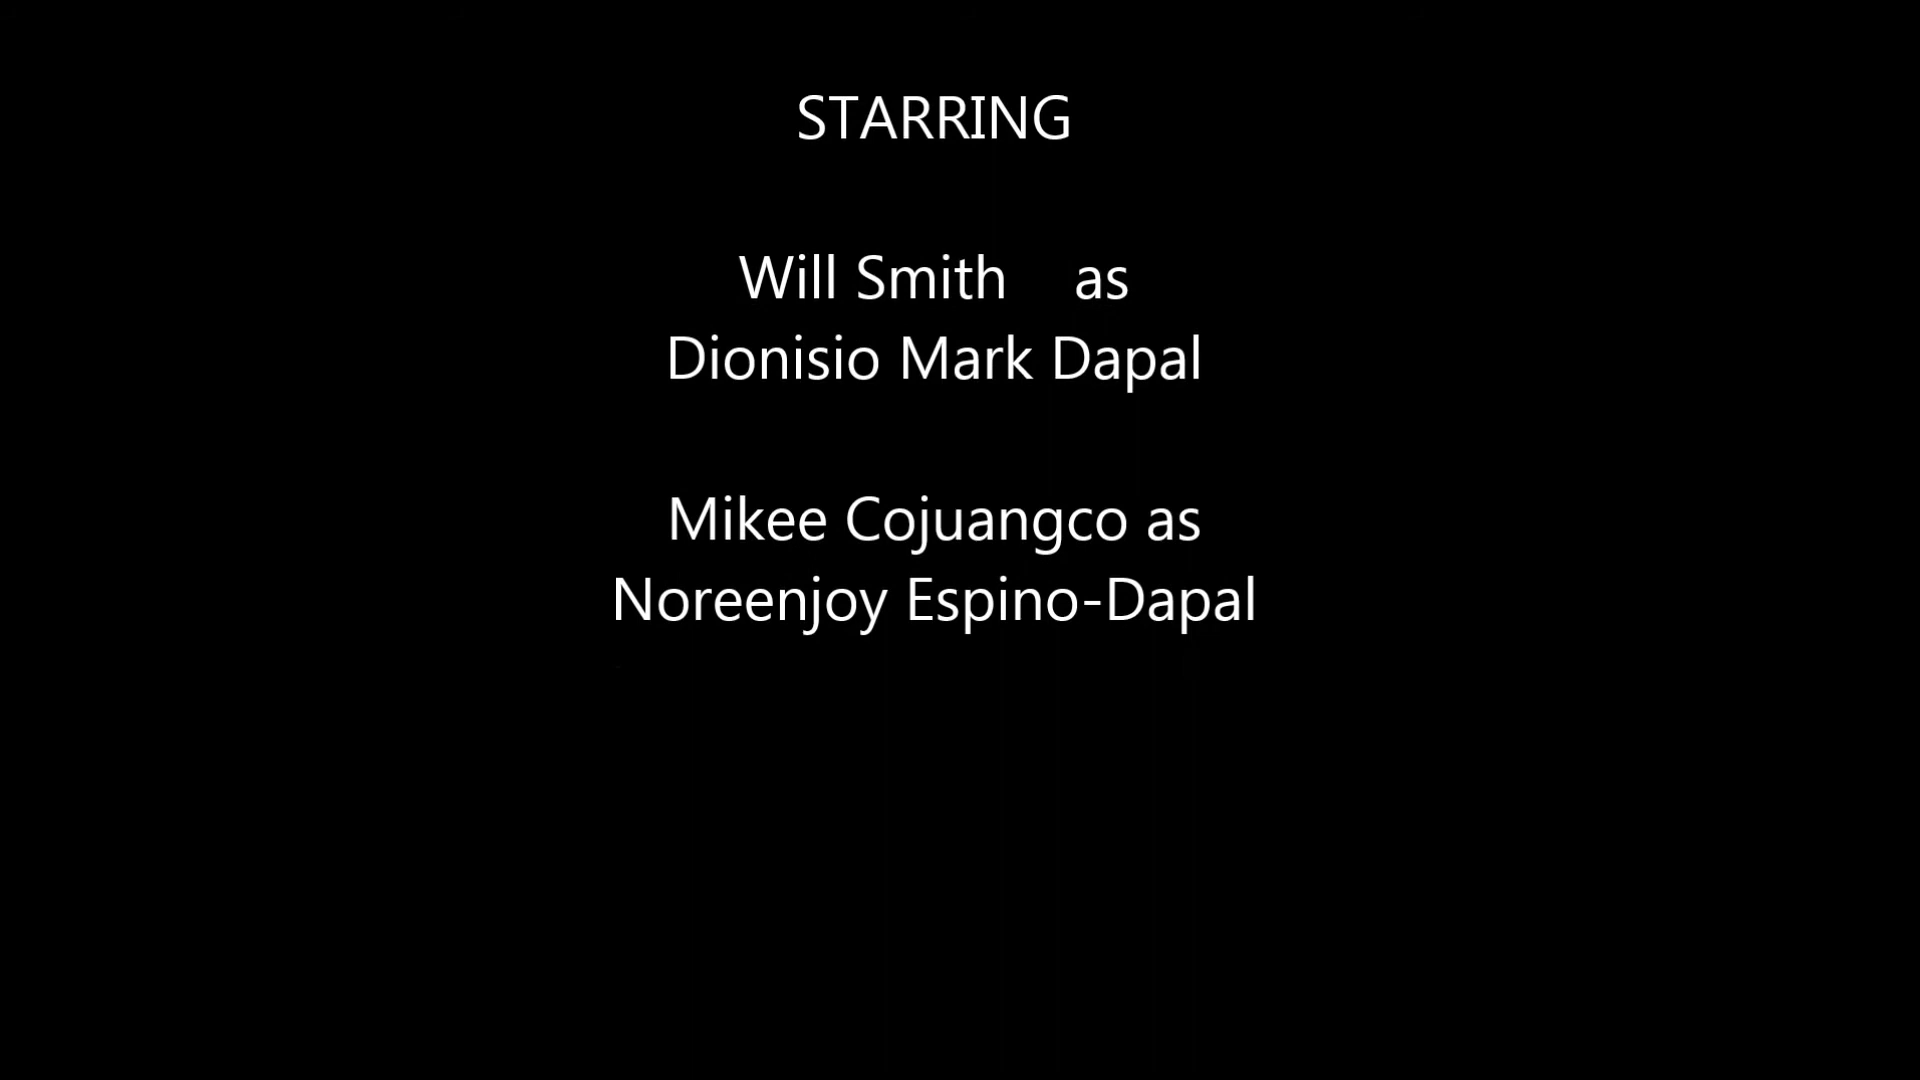 STARRING
Will Smith as
Dionisio Mark Dapal
Mikee Cojuangco as
Noreenjoy Espino-Dapal